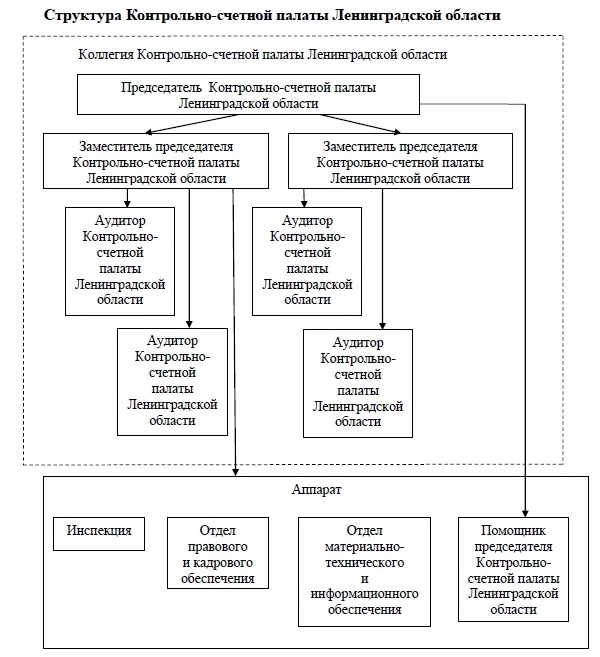 Структура Контрольно-счетной палаты Ленинградской области
Коллегия Контрольно-счетной палаты Ленинградской области
Председатель Контрольно-счетной палаты
Ленинградской области
Заместитель председателя
Контрольно-счетной палаты
Ленинградской области
Заместитель председателя
Контрольно-счетной палаты
Ленинградской области
Аудитор
Контрольно-
счетной
палаты
Ленинградской
области
Аудитор
Контрольно-
счетной
палаты
Ленинградской
области
Аудитор
Контрольно-
счетной
палаты
Ленинградской
области
Аудитор
Контрольно-
счетной
палаты
Ленинградской
области
Аппарат
Инспекция
Отдел
правового
и кадрового
обеспечения
Отдел
материально-
технического
и
информационного
обеспечения
Помощник
председателя
Контрольно-
счетной палаты
Ленинградской
области